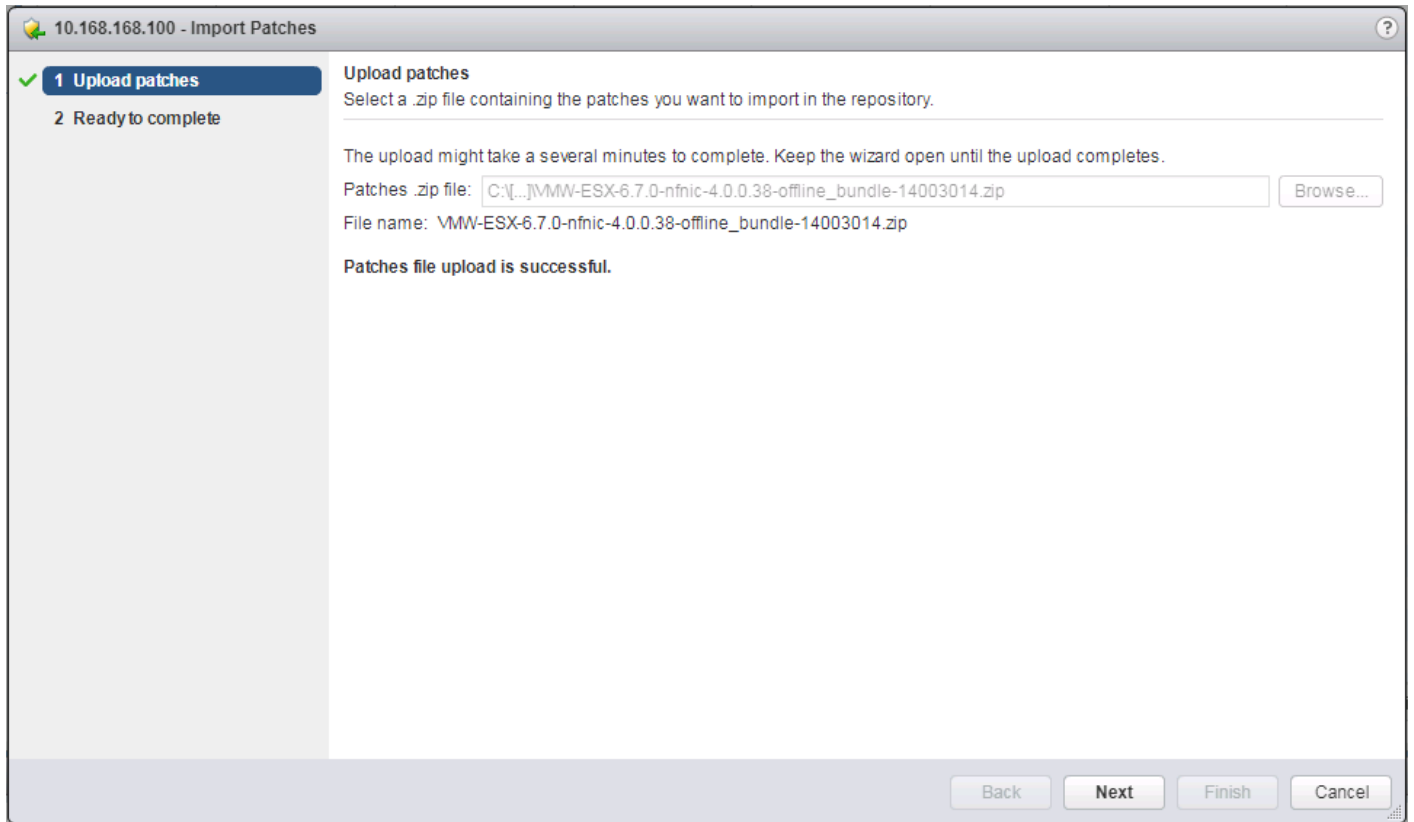 10.168.168.100 - Import Patches
?
1 Upload patches
2 Ready to complete
Upload patches
Select a .zip file containing the patches you want to import in the repository.
The upload might take a several minutes to complete. Keep the wizard open until the upload completes.
Patches .zip file: C:\[...]\VMW-ESX-6.7.0-nfnic-4.0.0.38-offline_bundle-14003014.zip Browse...
File name: VMW-ESX-6.7.0-nfnic-4.0.0.38-offline_bundle-14003014.zip
Patches file upload is successful.
Back Next Finish Cancel